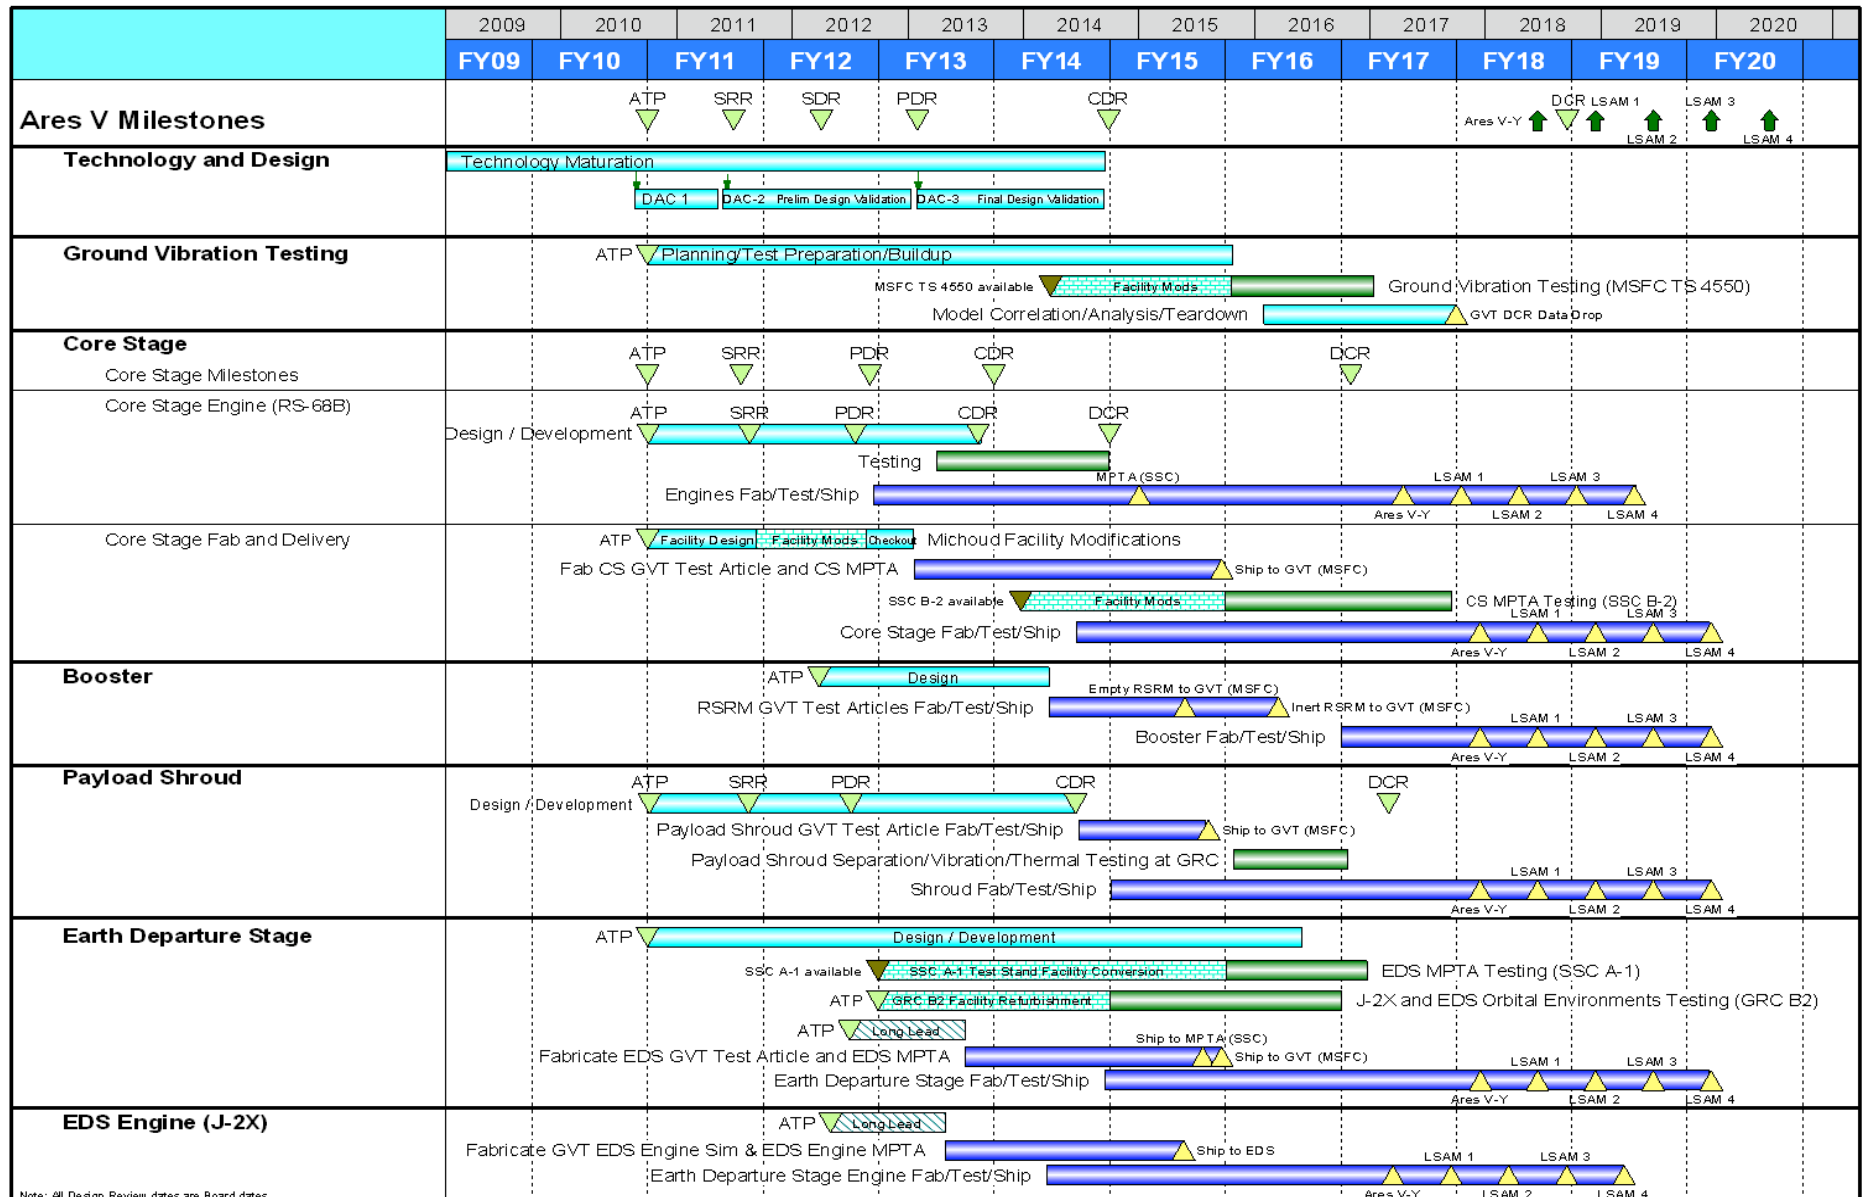 2009 2010 2011 2012 2013 2014 2015 2016 2017 2018 2019 2020
FY09 FY10 FY11 FY12 FY13 FY14 FY15 FY16 FY17 FY18 FY19 FY20
ATP SRR SDR PDR CDR DCR LSAM 1 LSAM 3
Ares V Milestones Ares V-Y
LSAM 2 LSAM 4
Technology and Design Technology Maturation
DAC 1 DAC-2 Prelim Design Validation DAC-3 Final Design Validation
Ground Vibration Testing ATP Planning/Test Preparation/Buildup
MSFC TS 4550 available Facility Mods Ground Vibration Testing (MSFC TS 4550)
Model Correlation/Analysis/Teardown GVT DCR Data Drop
Core Stage
ATP SRR PDR CDR DCR
Core Stage Milestones
Core Stage Engine (RS-68B)
ATP SRR PDR CDR DCR
Design / Development
Testing
MPTA (SSC) LSAM 1 LSAM 3
Engines Fab/Test/Ship
Ares V-Y LSAM 2 LSAM 4
Core Stage Fab and Delivery ATP Facility Design Facility Mods Checkout Michoud Facility Modifications
Fab CS GVT Test Article and CS MPTA Ship to GVT (MSFC)
SSC B-2 available Facility Mods CS MPTA Testing (SSC B-2)
LSAM 1 LSAM 3
Core Stage Fab/Test/Ship
Ares V-Y LSAM 2 LSAM 4
Booster ATP Design
Empty RSRM to GVT (MSFC)
RSRM GVT Test Articles Fab/Test/Ship Inert RSRM to GVT (MSFC)
LSAM 1 LSAM 3
Booster Fab/Test/Ship
Ares V-Y LSAM 2 LSAM 4
Payload Shroud
ATP SRR PDR CDR DCR
Design / Development
Payload Shroud GVT Test Article Fab/Test/Ship Ship to GVT (MSFC)
Payload Shroud Separation/Vibration/Thermal Testing at GRC
LSAM 1 LSAM 3
Shroud Fab/Test/Ship
Ares V-Y LSAM 2 LSAM 4
Earth Departure Stage ATP Design / Development
SSC A-1 available SSC A-1 Test Stand Facility Conversion EDS MPTA Testing (SSC A-1)
ATP GRC B2 Facility Refurbishment J-2X and EDS Orbital Environments Testing (GRC B2)
ATP Long Lead
Ship to MPTA (SSC)
Fabricate EDS GVT Test Article and EDS MPTA Ship to GVT (MSFC)
LSAM 1 LSAM 3
Earth Departure Stage Fab/Test/Ship
Ares V-Y LSAM 2 LSAM 4
EDS Engine (J-2X) ATP Long Lead
Fabricate GVT EDS Engine Sim & EDS Engine MPTA Ship to EDS
LSAM 1 LSAM 3
Earth Departure Stage Engine Fab/Test/Ship
Ares V-Y LSAM 2 LSAM 4
Note: All Design Review dates are Board dates